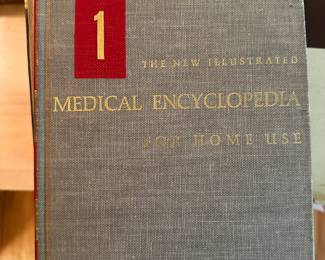 1
THE NEW ILLUSTRATED
MEDICAL ENCYCLOPEDIA
FOR HOME USE